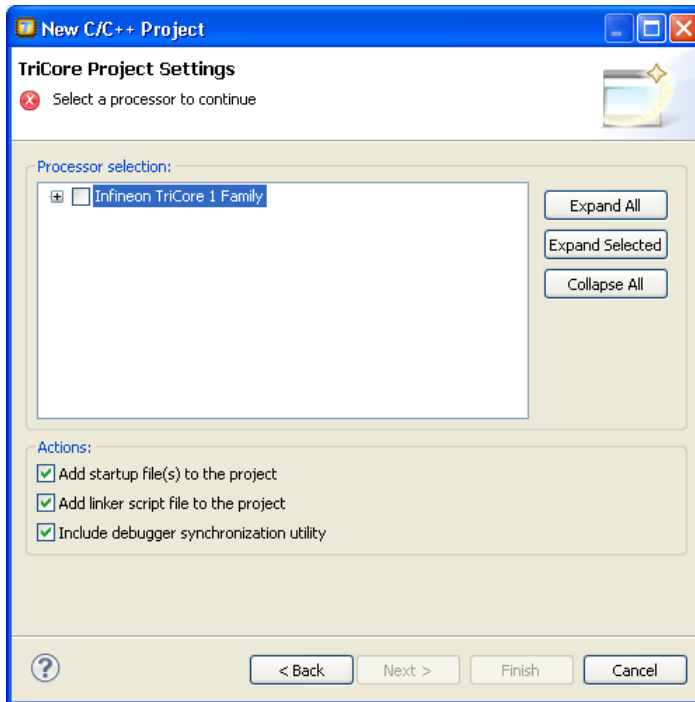 New C/C++ Project
TriCore Project Settings
Select a processor to continue
Processor selection:
Infineon TriCore 1 Family
Expand All
Expand Selected
Collapse All
Actions:
Add startup file(s) to the project
Add linker script file to the project
Include debugger synchronization utility
< Back Next > Finish Cancel